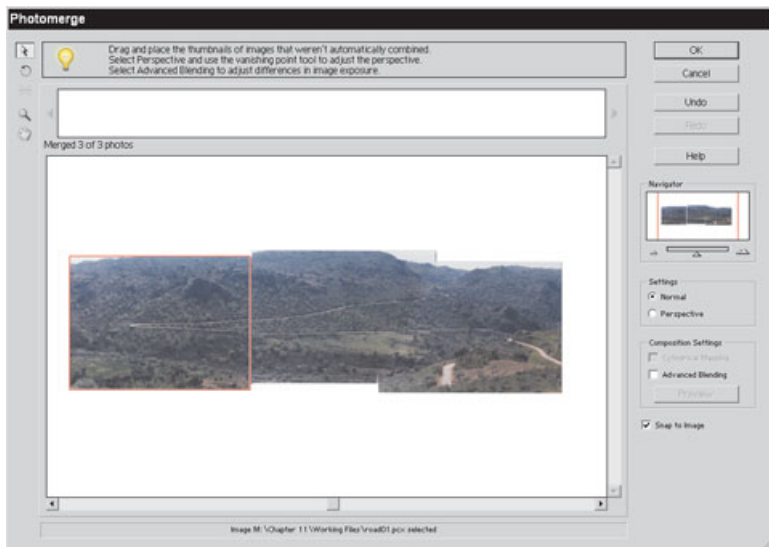 Photomerge
Drag and place the thumbnails of images that weren't automatically combined.
Select Perspective and use the vanishing point tool to adjust the perspective.
Select Advanced Blending to adjust differences in image exposure.
OK
Cancel
Undo
Redo
Help
Merged 3 of 3 photos
Navigator
Settings
Normal
Perspective
Composition Settings
Cylindrical Mapping
Advanced Blending
Preview
Snap to Image
Image M:\Chapter 11\Working Files\road01.pcx selected